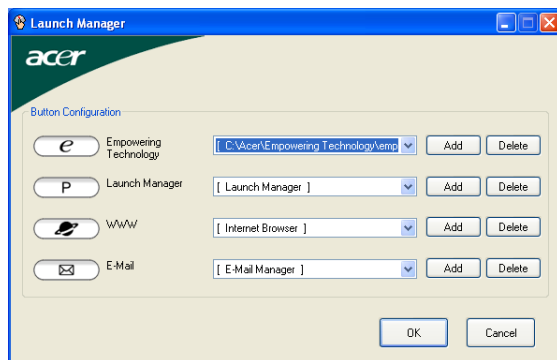 Launch Manager
acer
Button Configuration
e Empowering Technology [ C:\Acer\Empowering Technology\emp Add Delete
P Launch Manager [ Launch Manager ] Add Delete
WWW [ Internet Browser ] Add Delete
E-Mail [ E-Mail Manager ] Add Delete
OK Cancel